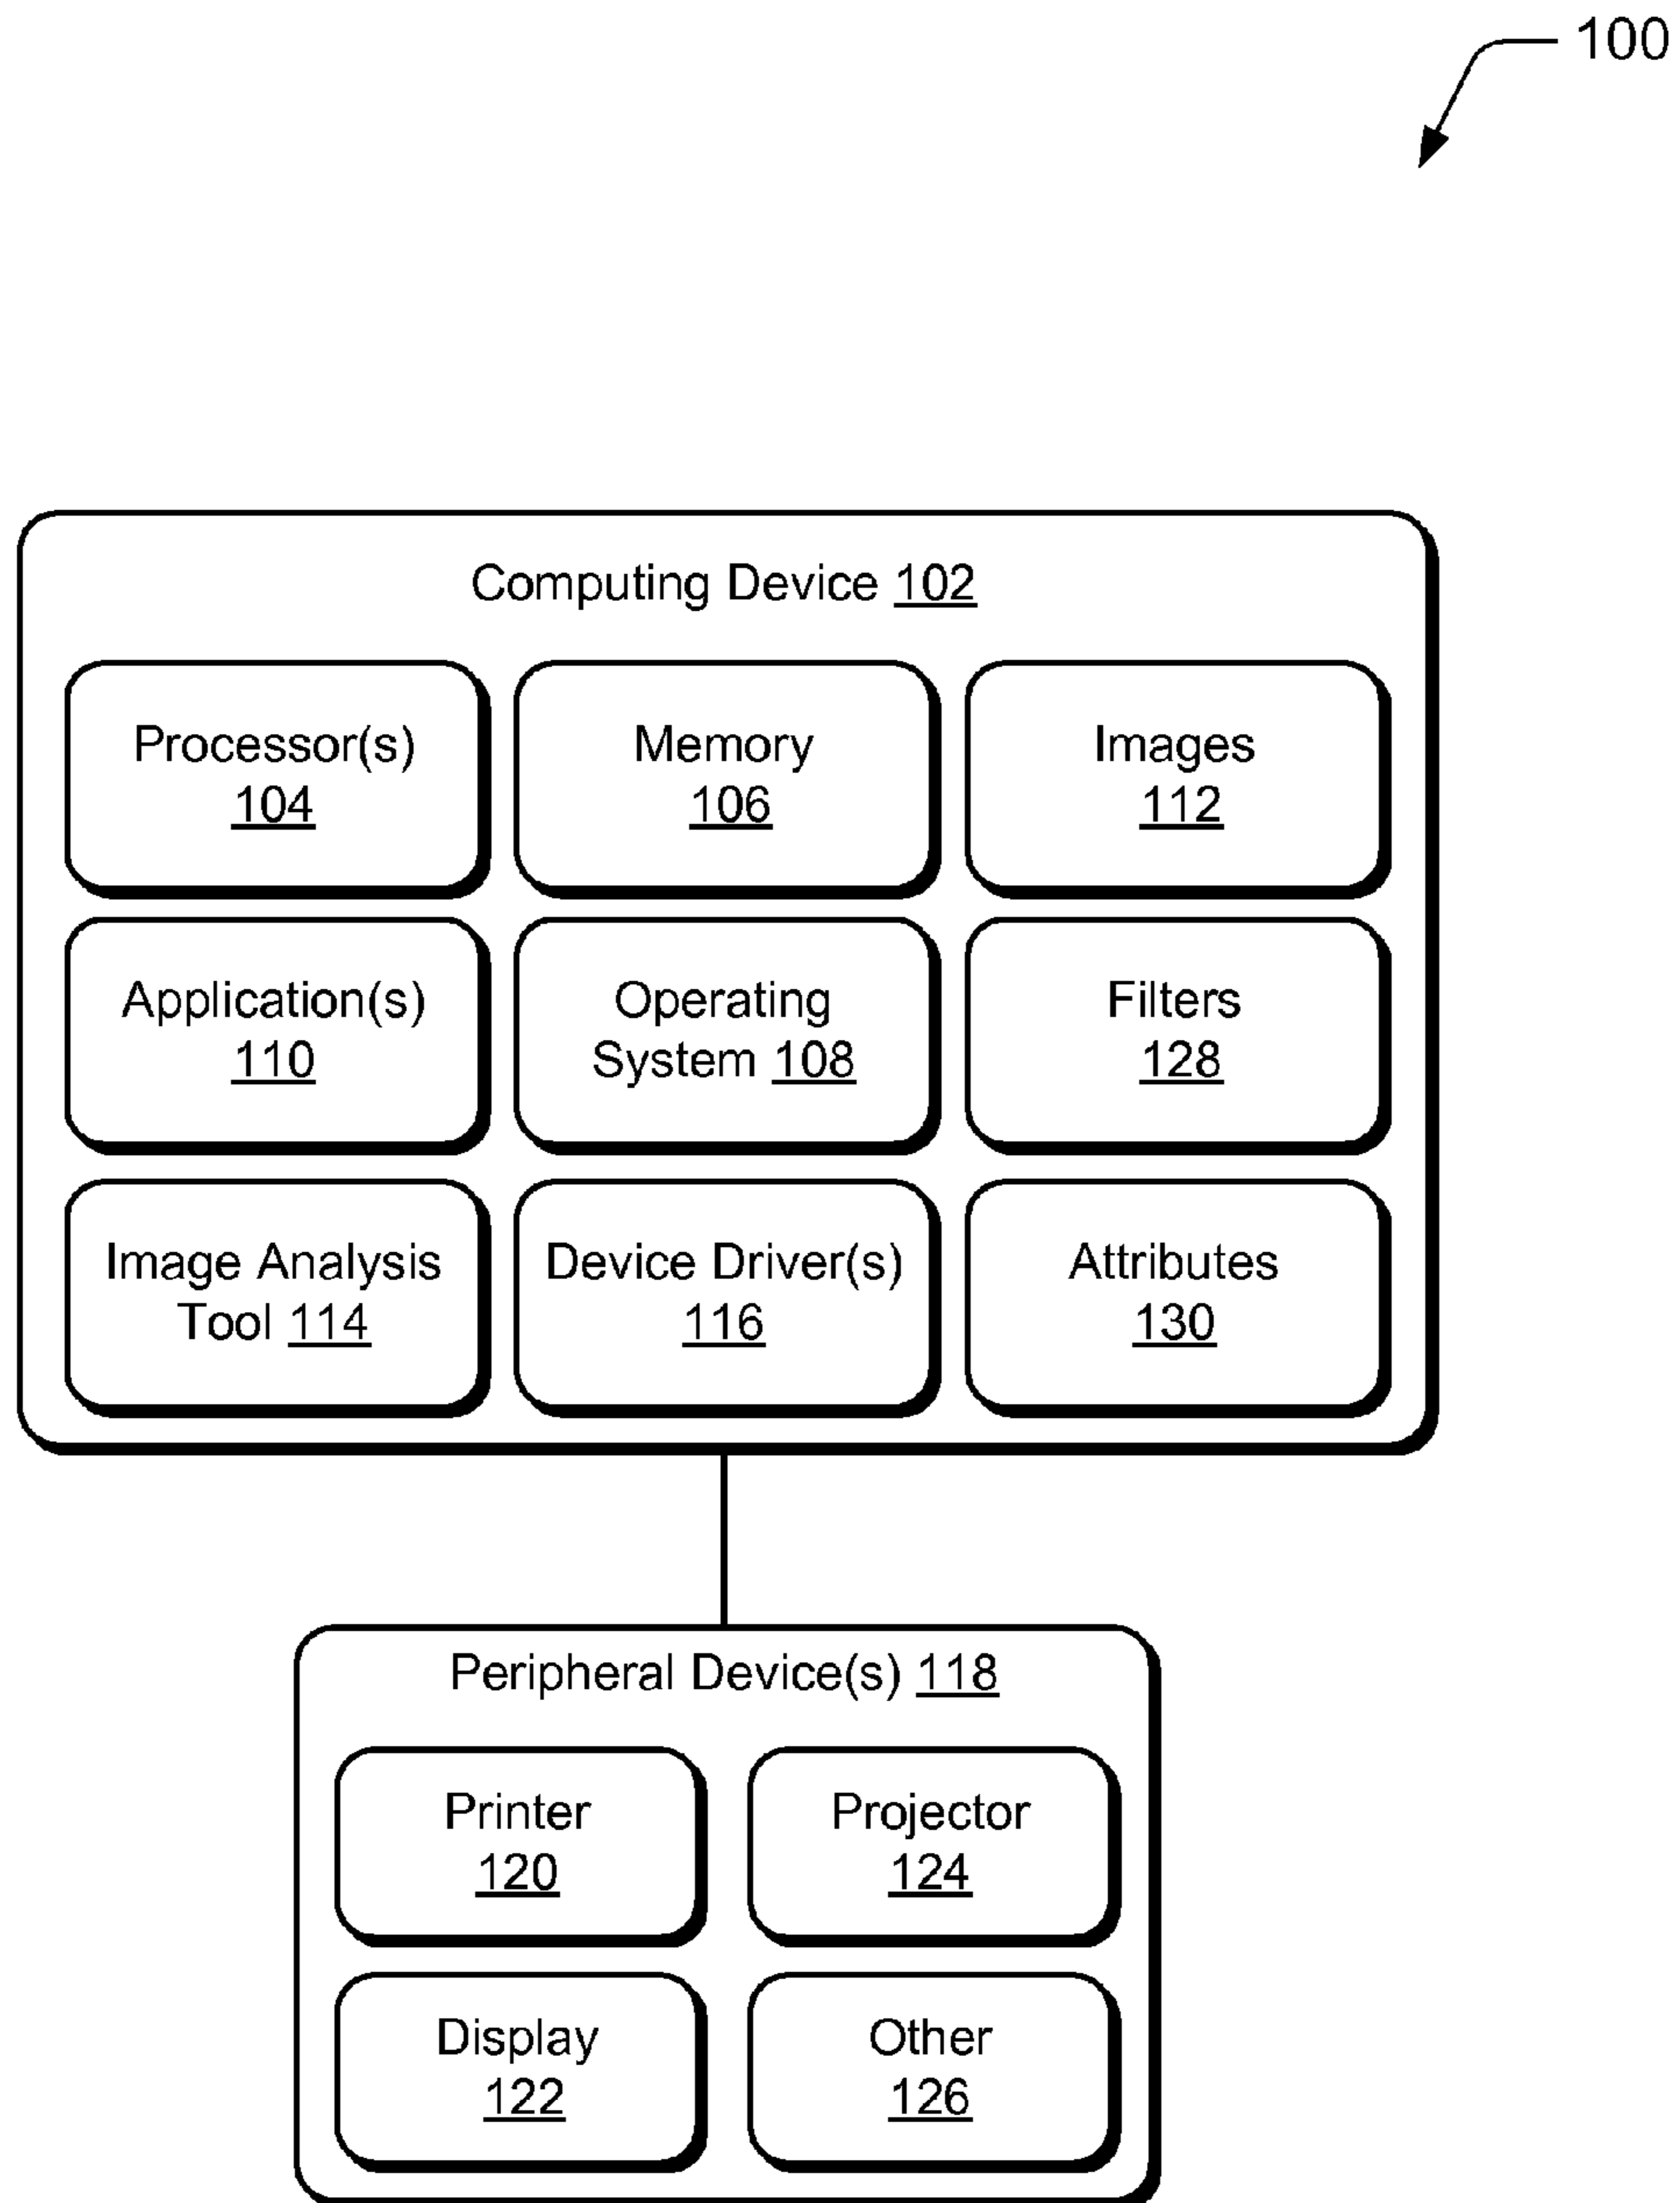 100
Computing Device 102
Processor(s)
104
Memory
106
Images
112
Application(s)
110
Operating
System 108
Filters
128
Image Analysis
Tool 114
Device Driver(s)
116
Attributes
130
Peripheral Device(s) 118
Printer
120
Projector
124
Display
122
Other
126